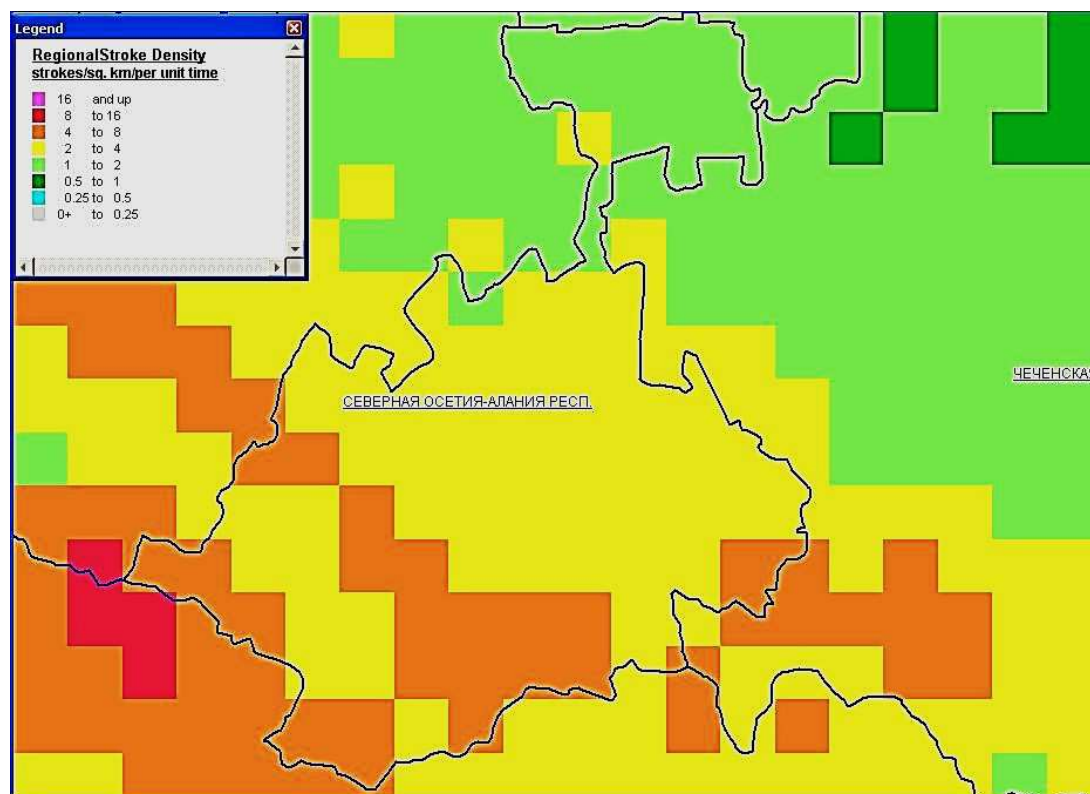 Legend
RegionalStroke Density
strokes/sq. km/per unit time
16 and up
8 to 16
4 to 8
2 to 4
1 to 2
0.5 to 1
0.25 to 0.5
0+ to 0.25
ЧЕЧЕНСКАЯ
СЕВЕРНАЯ ОСЕТИЯ-АЛАНИЯ РЕСП.